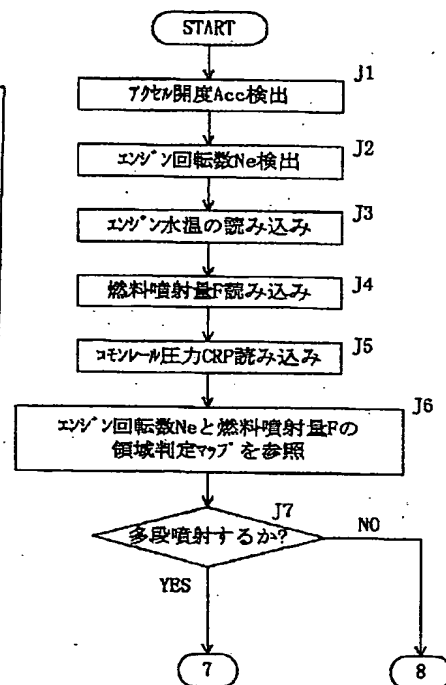 START
J1
アクセル開度Acc検出
J2
エンジン回転数Ne検出
J3
エンジン水温の読み込み
J4
燃料噴射量F読み込み
J5
コモンレール圧力CRP読み込み
J6
エンジン回転数Neと燃料噴射量Fの
領域判定マップを参照
J7
多段噴射するか?
NO
YES
7
8